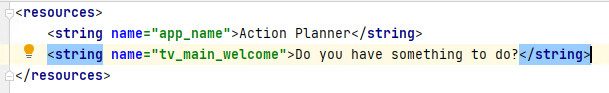 <resources>
<string name="app_name">Action Planner</string>
<string name="tv_main_welcome">Do you have something to do?</string>
</resources>